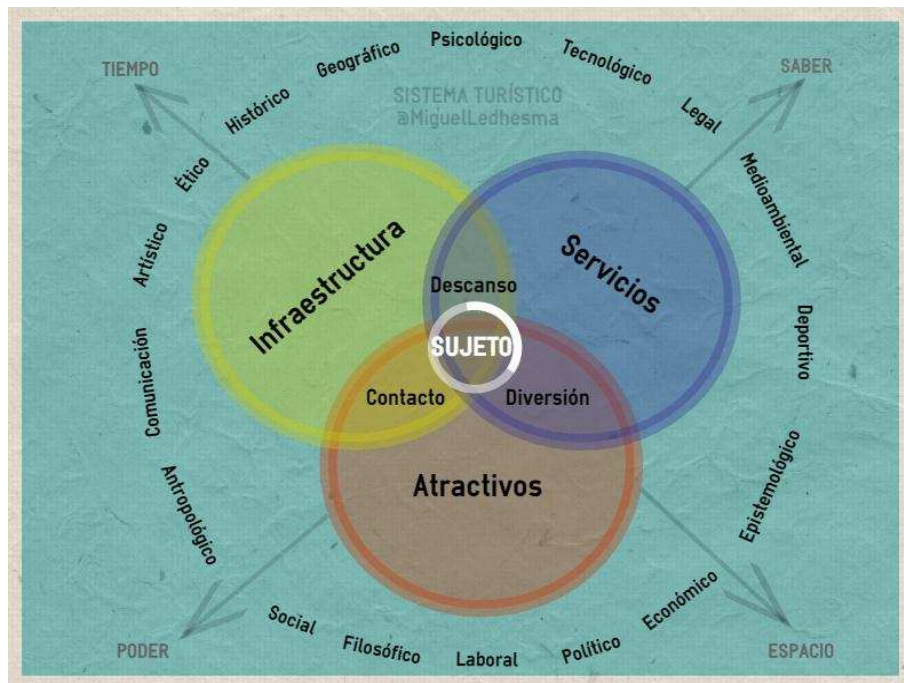 Psicológico
Geográfico
Tecnológico
TIEMPO
SABER
Histórico
SISTEMA TURÍSTICO
@MiguelLedhesma
Legal
Ético
Medioambiental
Artístico
Infraestructura
Servicios
Descanso
Deportivo
SUJETO
Comunicación
Contacto
Diversión
Atractivos
Antropológico
Epistemológico
Social
Económico
Filosófico
Político
Laboral
PODER
ESPACIO